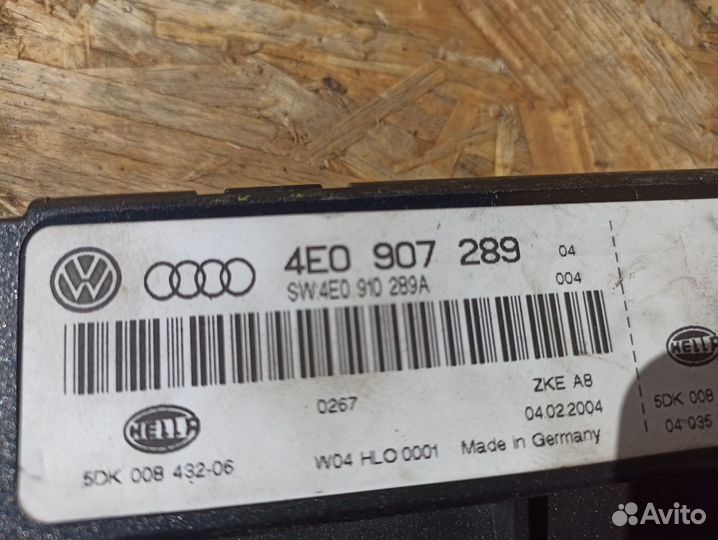 4E0 907 289 04
SW:4E0 910 289A 004
0267
ZKE A8
04.02.2004
HELLA
5DK 008 432-06
W04 HLO 0001
Made in Germany
HELLA
5DK 008
04 035
Avito